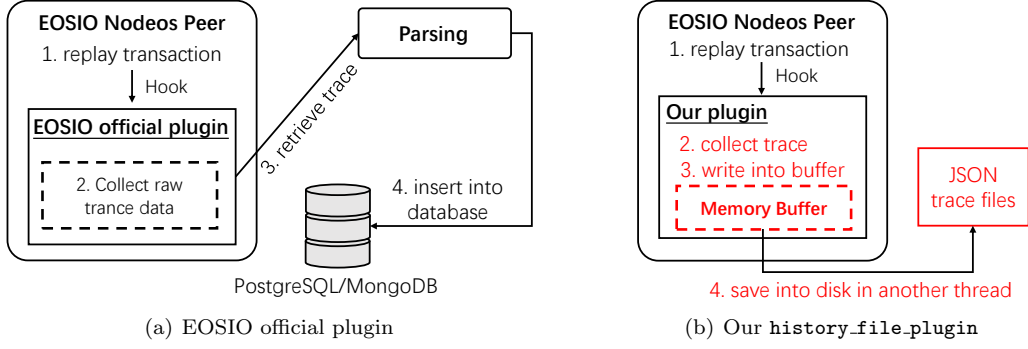 EOSIO Nodeos Peer
1. replay transaction
Hook
EOSIO official plugin
2. Collect raw
trance data
3. retrieve trace
Parsing
4. insert into
database
PostgreSQL/MongoDB
(a) EOSIO official plugin
EOSIO Nodeos Peer
1. replay transaction
Hook
Our plugin
2. collect trace
3. write into buffer
Memory Buffer
JSON
trace files
4. save into disk in another thread
(b) Our history_file_plugin